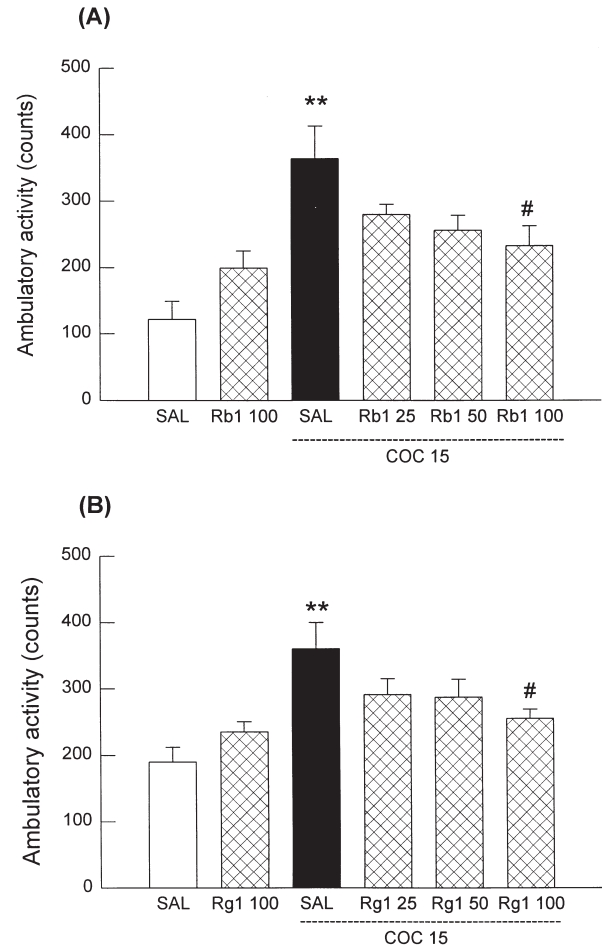 (A)
Ambulatory activity (counts)
500
400
300
200
100
0
**
#
SAL Rb1 100 SAL Rb1 25 Rb1 50 Rb1 100
COC 15
(B)
Ambulatory activity (counts)
500
400
300
200
100
0
**
#
SAL Rg1 100 SAL Rg1 25 Rg1 50 Rg1 100
COC 15